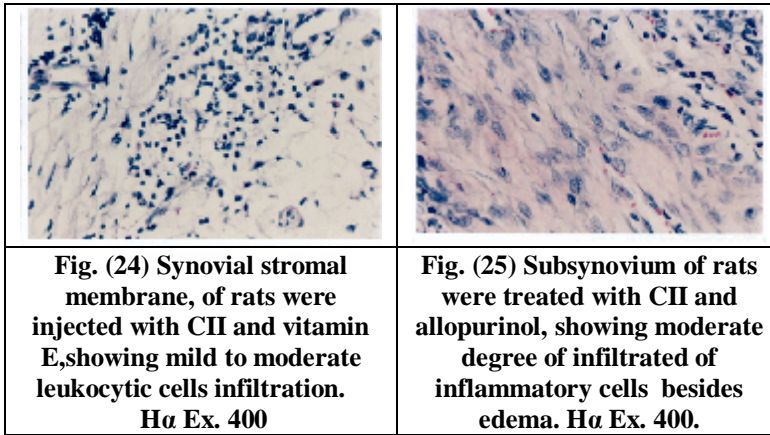 Fig. (24) Synovial stromal
membrane, of rats were
injected with CII and vitamin
E,showing mild to moderate
leukocytic cells infiltration.
Hα Ex. 400
Fig. (25) Subsynovium of rats
were treated with CII and
allopurinol, showing moderate
degree of infiltrated of
inflammatory cells besides
edema. Hα Ex. 400.